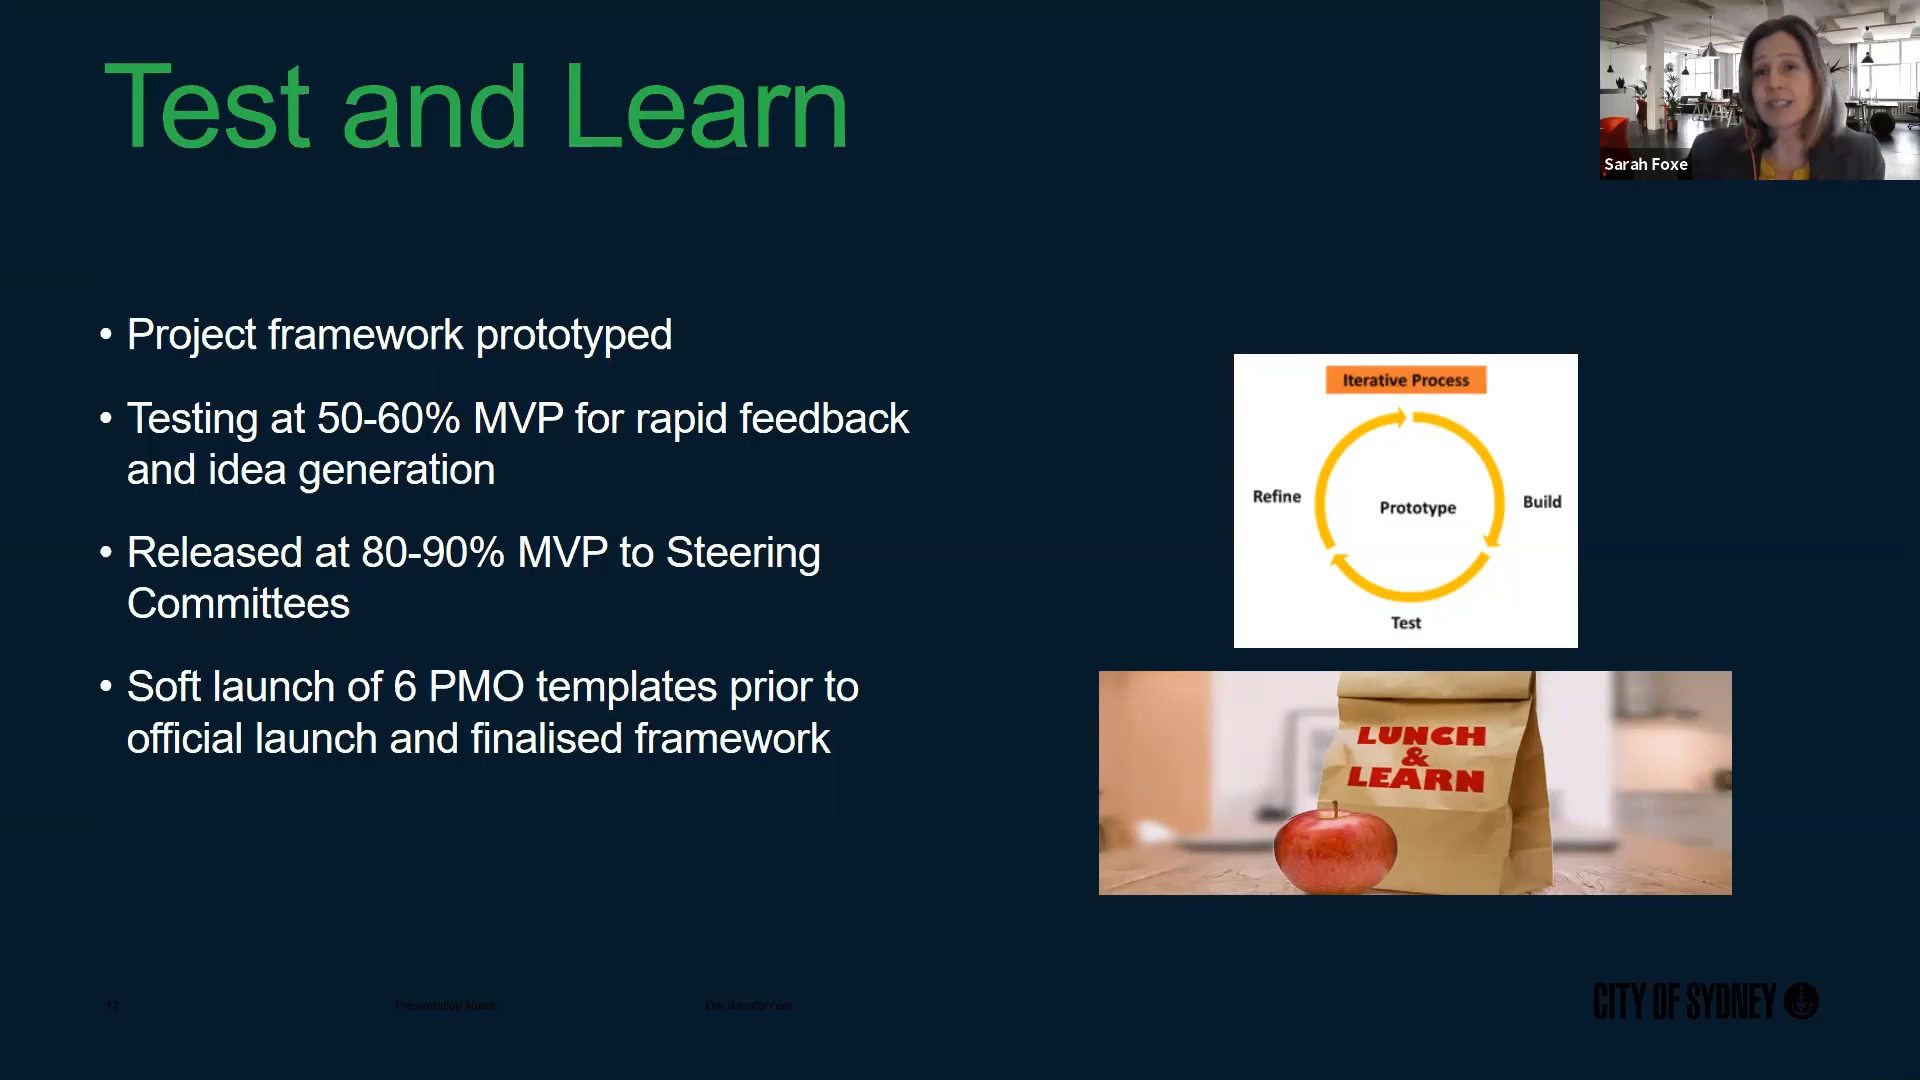 Test and Learn
Sarah Foxe
• Project framework prototyped
• Testing at 50-60% MVP for rapid feedback
and idea generation
• Released at 80-90% MVP to Steering
Committees
• Soft launch of 6 PMO templates prior to
official launch and finalised framework
Iterative Process
Refine
Prototype
Build
Test
LUNCH
&
LEARN
12
Presentation Name
Day/Month/Year
CITY OF SYDNEY